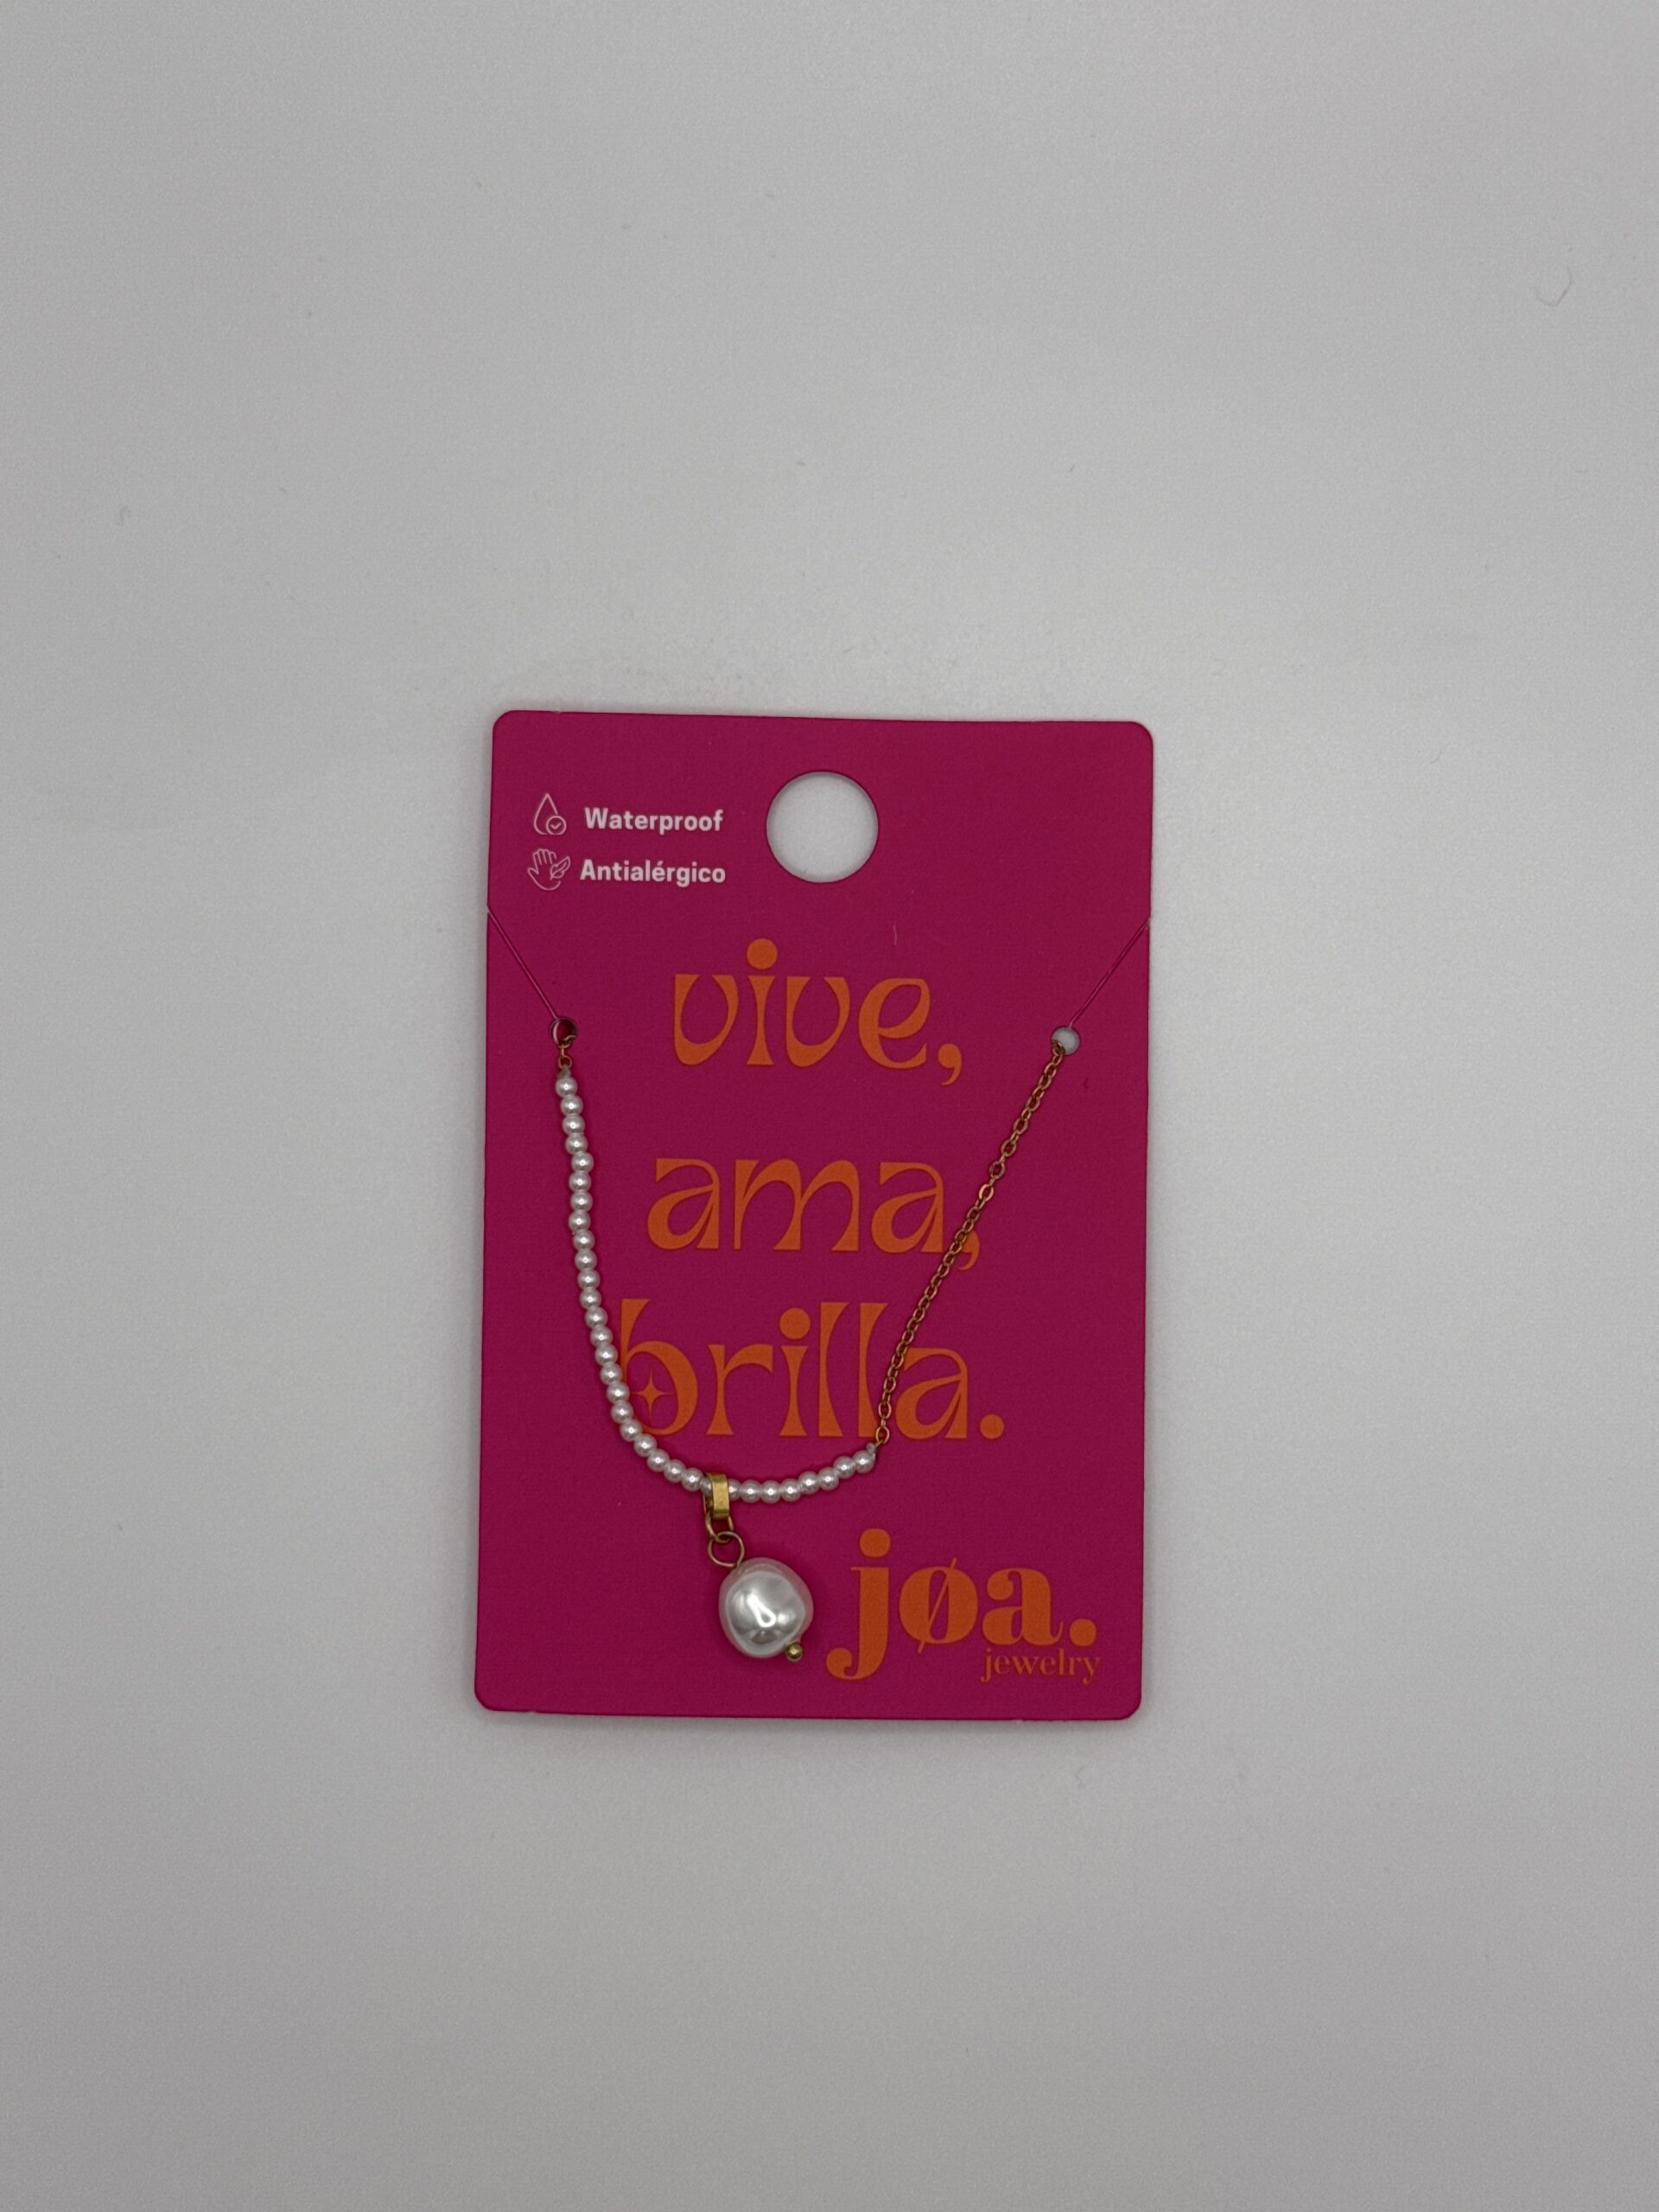 Waterproof
Antialérgico
vive,
ama,
brilla.
jøa.
jewelry